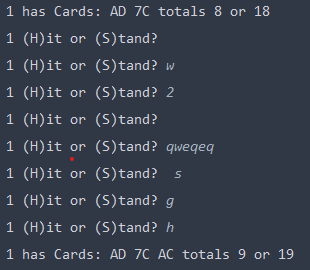 1 has Cards: AD 7C totals 8 or 18
1 (H)it or (S)tand?
1 (H)it or (S)tand? w
1 (H)it or (S)tand? 2
1 (H)it or (S)tand?
1 (H)it or (S)tand? qweqeq
1 (H)it or (S)tand?  s
1 (H)it or (S)tand? g
1 (H)it or (S)tand? h
1 has Cards: AD 7C AC totals 9 or 19